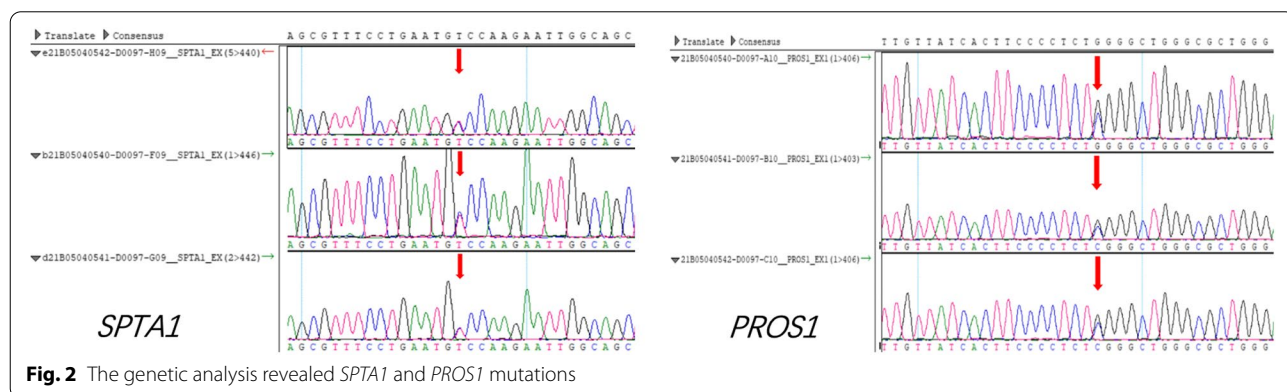 ▶ Translate ▶ Consensus
A G C G T T T C C T G A A T G T C C A A G A A T T G G C A G C
▼e21B05040542-D0097-H09__SPTA1_EX(5>440)←
A G C G T T T C C T G A A T G T C C A A G A A T T G G C A G C
▼b21B05040540-D0097-F09__SPTA1_EX(1>446)→
A G C G T T T C C T G A A T G T C C A A G A A T T G G C A G C
▼d21B05040541-D0097-G09__SPTA1_EX(2>442)→
SPTA1
A G C G T T T C C T G A A T G T C C A A G A A T T G G C A G C
▶ Translate ▶ Consensus
T T G T T A T C A C T T C C C C T C T G G G G C T G G G C G C T G G G
▼21B05040540-D0097-A10__PROS1_EX1(1>406)→
T T G T T A T C A C T T C C C C T C T G G G G C T G G G C G C T G G G
▼21B05040541-D0097-B10__PROS1_EX1(1>403)→
T T G T T A T C A C T T C C C C T C T C G G G C T G G G C G C T G G G
▼21B05040542-D0097-C10__PROS1_EX1(1>406)→
PROS1
T T G T T A T C A C T T C C C C T C T C G G G C T G G G C G C T G G G
Fig. 2 The genetic analysis revealed SPTA1 and PROS1 mutations